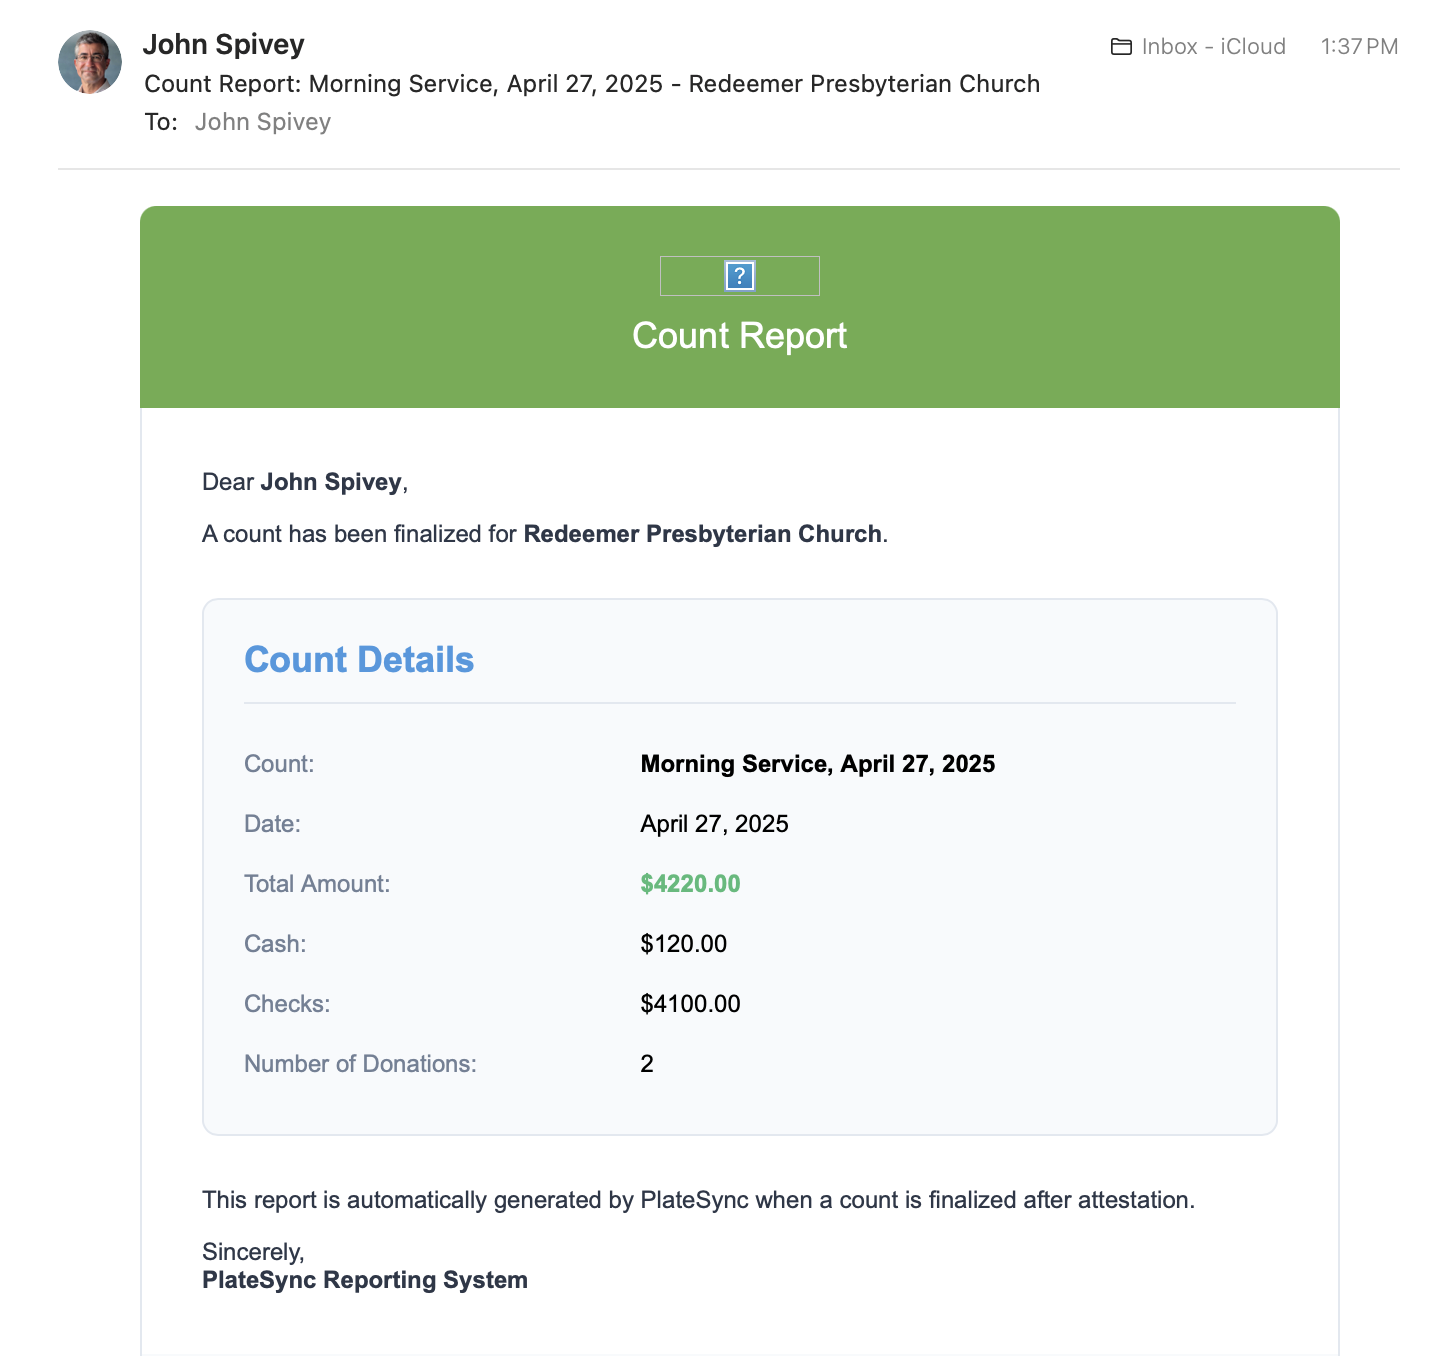 John Spivey
Inbox - iCloud 1:37 PM
Count Report: Morning Service, April 27, 2025 - Redeemer Presbyterian Church
To: John Spivey
?
Count Report
Dear John Spivey,
A count has been finalized for Redeemer Presbyterian Church.
Count Details
Count: Morning Service, April 27, 2025
Date: April 27, 2025
Total Amount: $4220.00
Cash: $120.00
Checks: $4100.00
Number of Donations: 2
This report is automatically generated by PlateSync when a count is finalized after attestation.
Sincerely,
PlateSync Reporting System